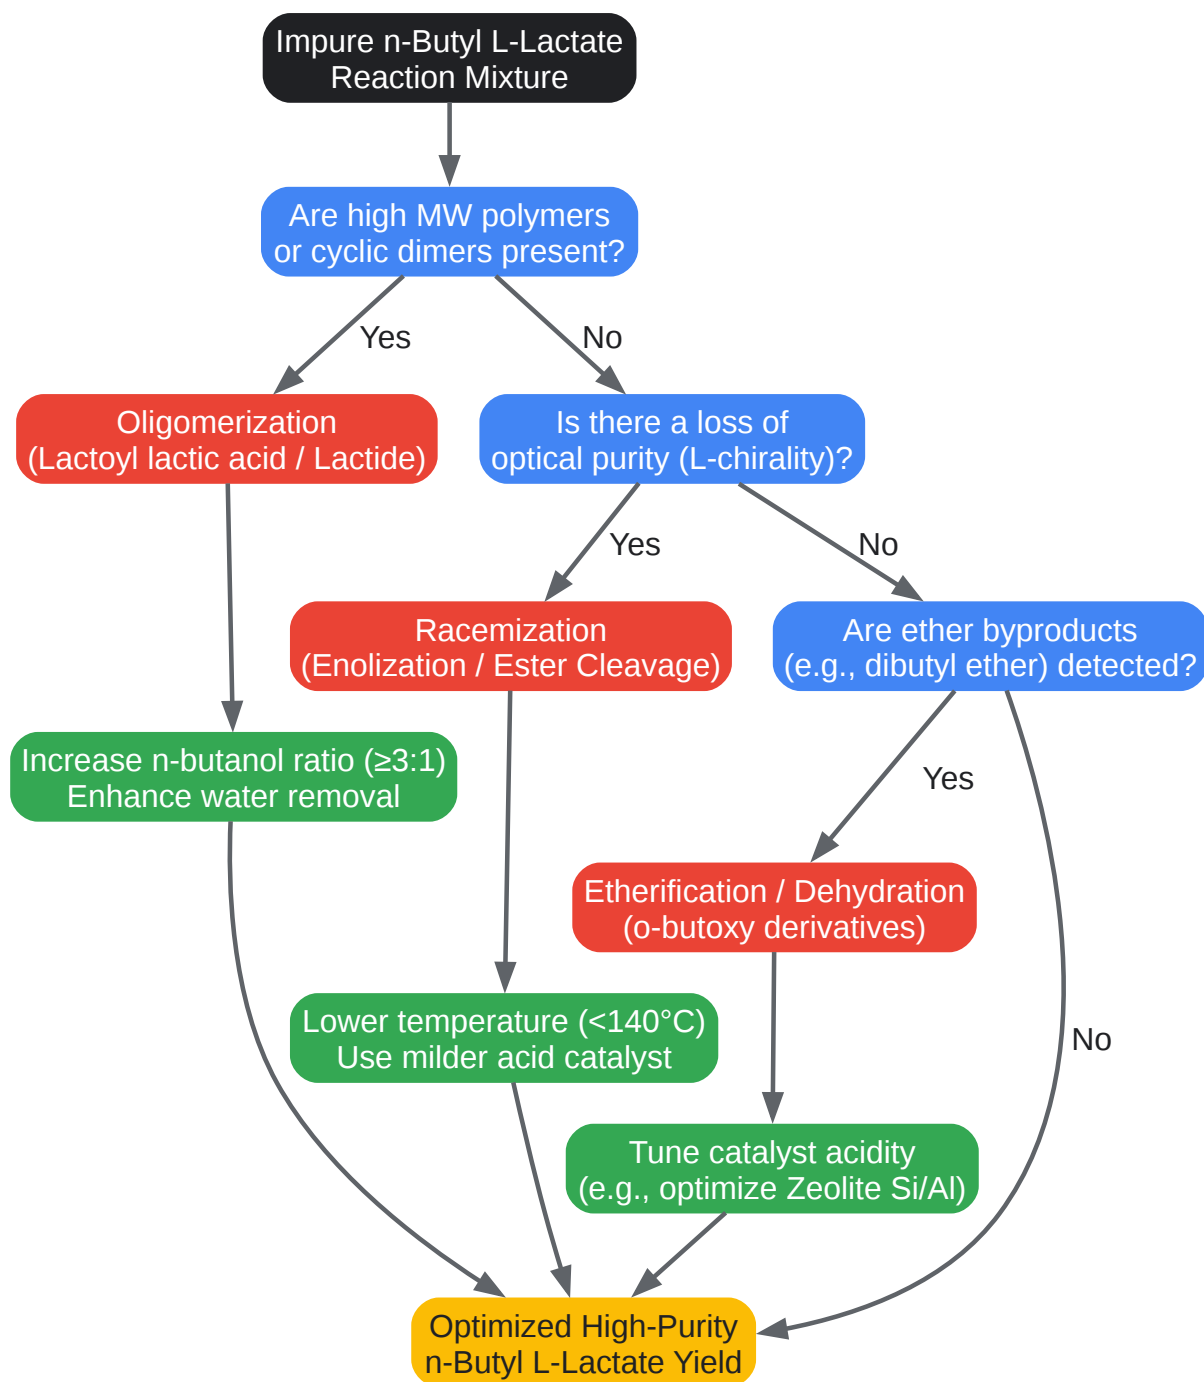 Impure n-Butyl L-Lactate
Reaction Mixture
Are high MW polymers
or cyclic dimers present?
Yes
No
Oligomerization
(Lactoyl lactic acid / Lactide)
Is there a loss of
optical purity (L-chirality)?
Yes
No
Racemization
(Enolization / Ester Cleavage)
Are ether byproducts
(e.g., dibutyl ether) detected?
Increase n-butanol ratio (≥3:1)
Enhance water removal
Yes
Etherification / Dehydration
(o-butoxy derivatives)
Lower temperature (<140°C)
Use milder acid catalyst
No
Tune catalyst acidity
(e.g., optimize Zeolite Si/Al)
Optimized High-Purity
n-Butyl L-Lactate Yield